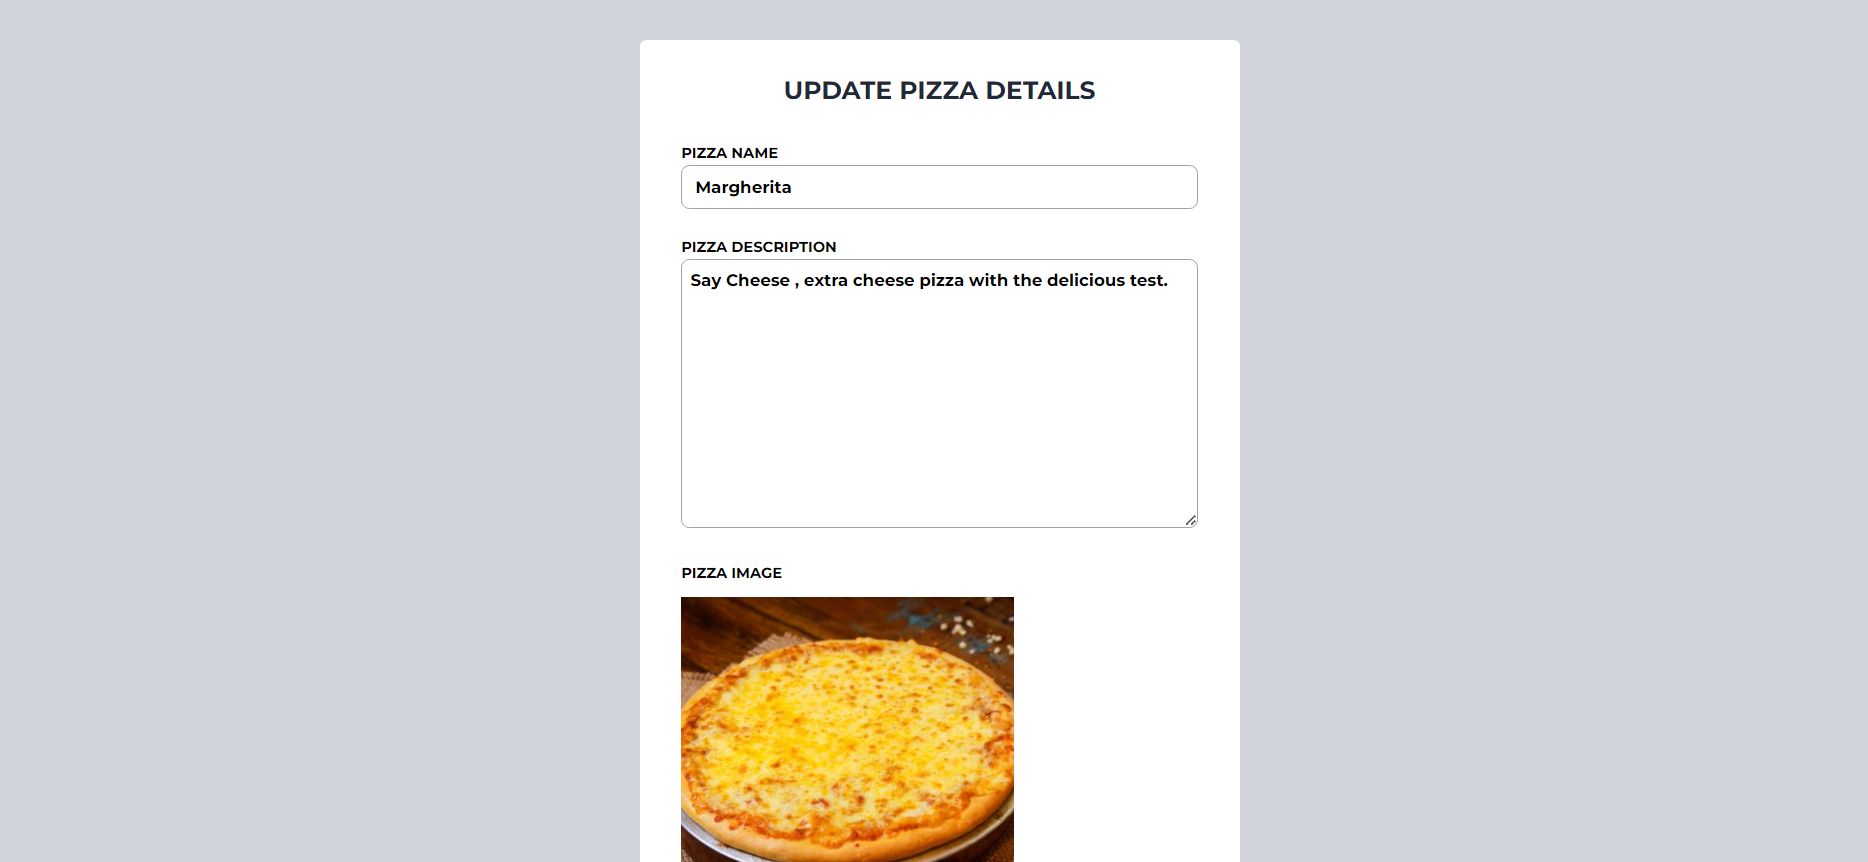 UPDATE PIZZA DETAILS
PIZZA NAME
Margherita
PIZZA DESCRIPTION
Say Cheese , extra cheese pizza with the delicious test.
PIZZA IMAGE